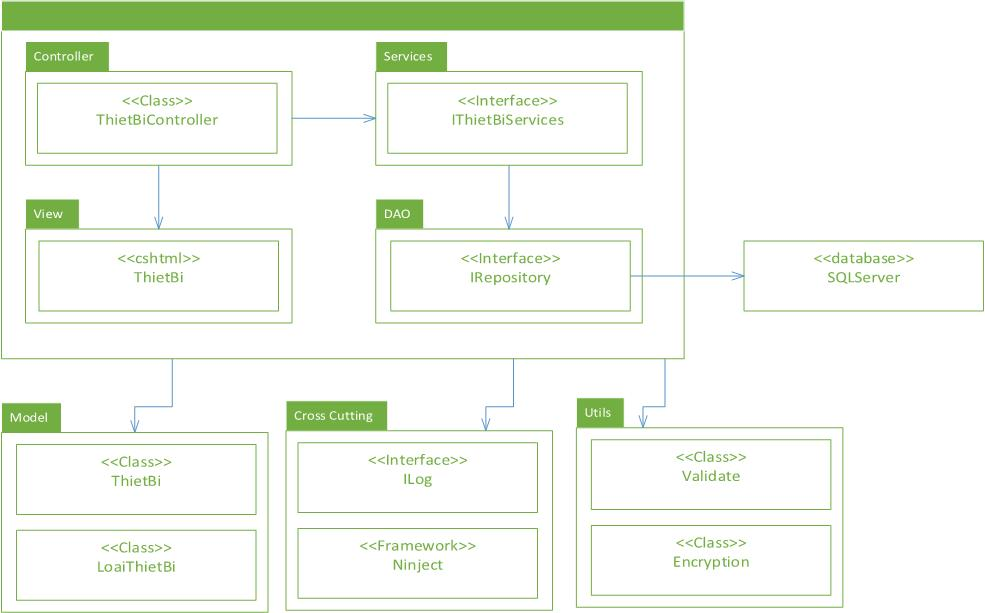 Controller
<<Class>>
ThietBiController
Services
<<Interface>>
IThietBiServices
View
<<cshtml>>
ThietBi
DAO
<<Interface>>
IRepository
<<database>>
SQLServer
Model
<<Class>>
ThietBi
<<Class>>
LoaiThietBi
Cross Cutting
<<Interface>>
ILog
<<Framework>>
Ninject
Utils
<<Class>>
Validate
<<Class>>
Encryption